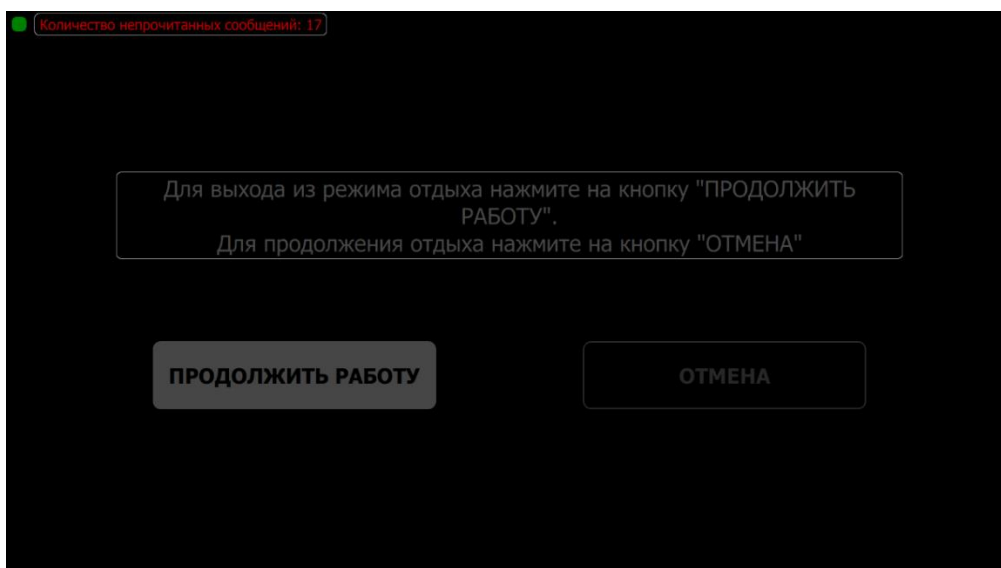 Количество непрочитанных сообщений: 17
Для выхода из режима отдыха нажмите на кнопку "ПРОДОЛЖИТЬ
РАБОТУ".
Для продолжения отдыха нажмите на кнопку "ОТМЕНА"
ПРОДОЛЖИТЬ РАБОТУ
ОТМЕНА